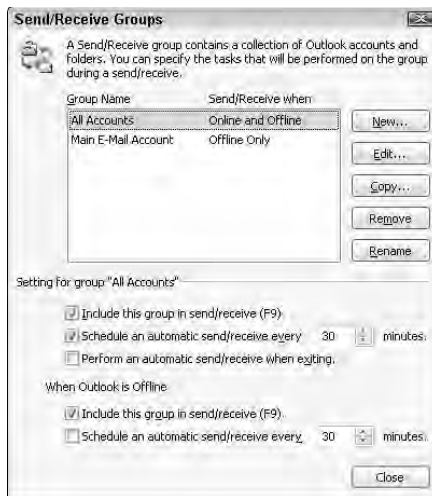 Send/Receive Groups
A Send/Receive group contains a collection of Outlook accounts and
folders. You can specify the tasks that will be performed on the group
during a send/receive.
Group Name Send/Receive when
All Accounts Online and Offline
Main E-Mail Account Offline Only
New...
Edit...
Copy...
Remove
Rename
Setting for group "All Accounts"
Include this group in send/receive (F9).
Schedule an automatic send/receive every 30 minutes.
Perform an automatic send/receive when exiting.
When Outlook is Offline
Include this group in send/receive (F9).
Schedule an automatic send/receive every 30 minutes.
Close